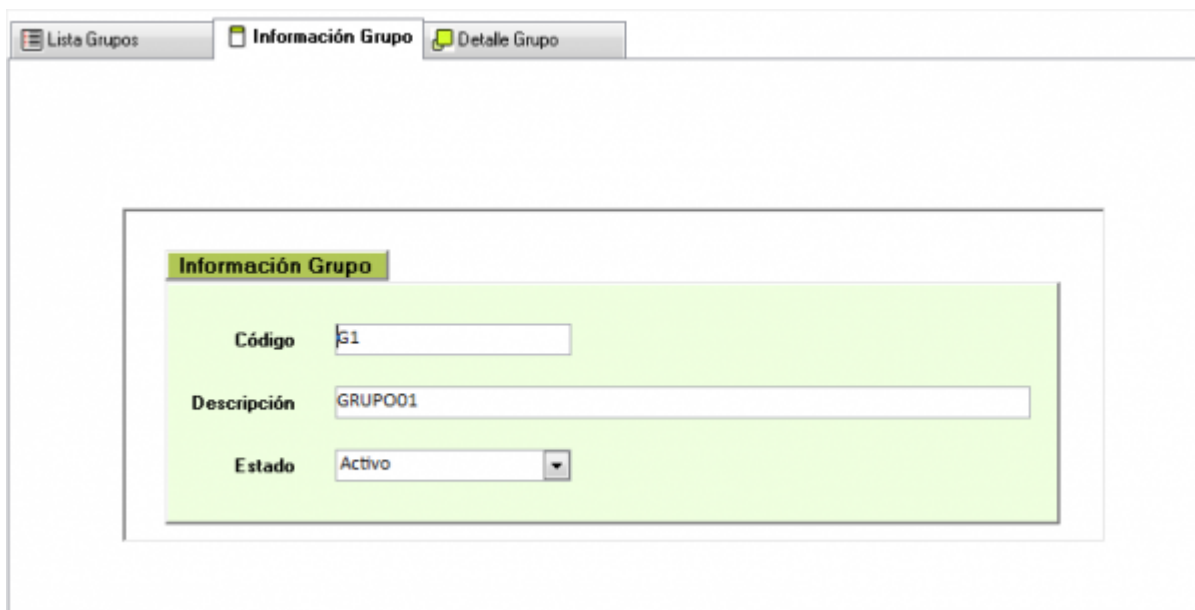 Lista Grupos Información Grupo Detalle Grupo
Información Grupo
Código G1
Descripción GRUPO01
Estado Activo